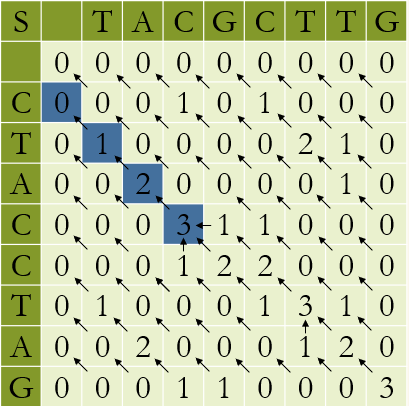 S T A C G C T T G
0 0 0 0 0 0 0 0 0
C 0 0 0 1 0 1 0 0 0
T 0 1 0 0 0 0 2 1 0
A 0 0 2 0 0 0 0 1 0
C 0 0 0 3 1 1 0 0 0
C 0 0 0 1 2 2 0 0 0
T 0 1 0 0 0 1 3 1 0
A 0 0 2 0 0 0 1 2 0
G 0 0 0 1 1 0 0 0 3